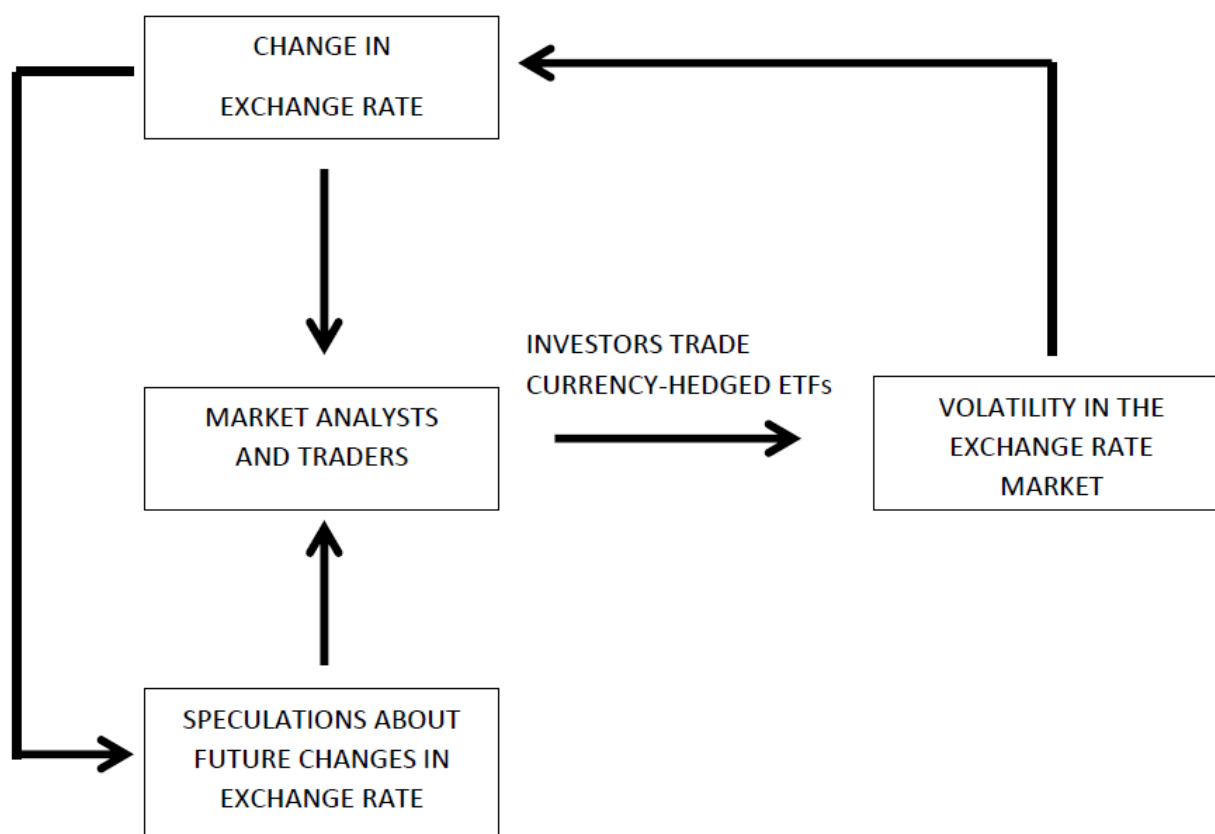 CHANGE IN
EXCHANGE RATE
INVESTORS TRADE
CURRENCY-HEDGED ETFs
MARKET ANALYSTS
AND TRADERS
VOLATILITY IN THE
EXCHANGE RATE
MARKET
SPECULATIONS ABOUT
FUTURE CHANGES IN
EXCHANGE RATE